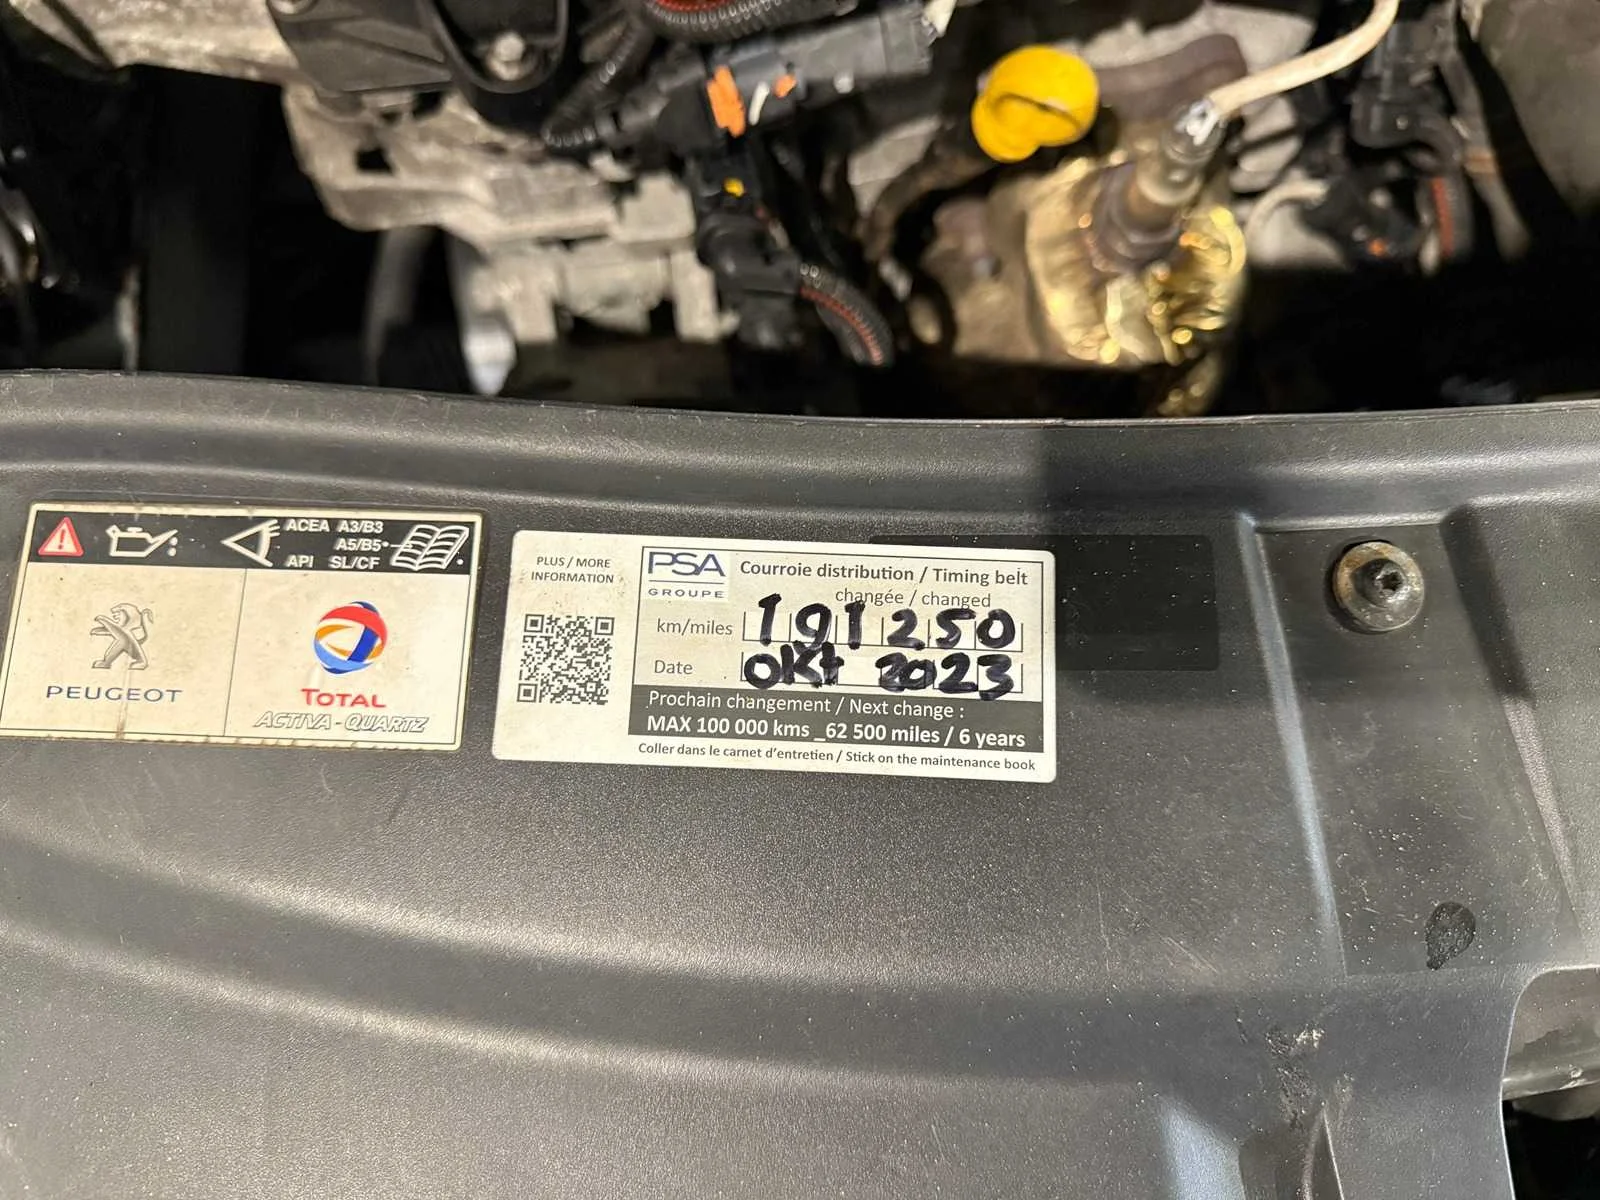 ACEA A3/B3
A5/B5*
API SL/CF
PEUGEOT
TOTAL
ACTIVA-QUARTZ
PLUS / MORE
INFORMATION
PSA
GROUPE
Courroie distribution / Timing belt
changée / changed
km/miles 191250
Date Okt 2023
Prochain changement / Next change :
MAX 100 000 kms _62 500 miles / 6 years
Coller dans le carnet d'entretien / Stick on the maintenance book